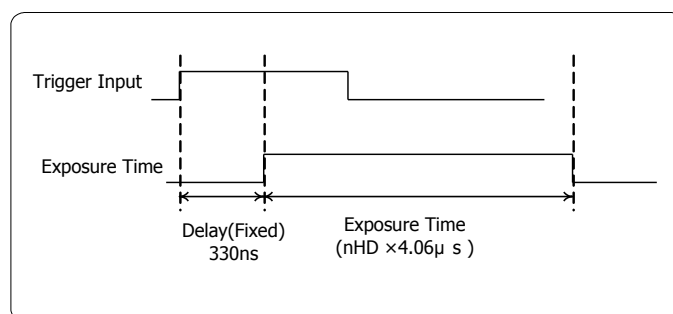 Trigger Input
Exposure Time
Delay(Fixed)
330ns
Exposure Time
(nHD ×4.06μ s )